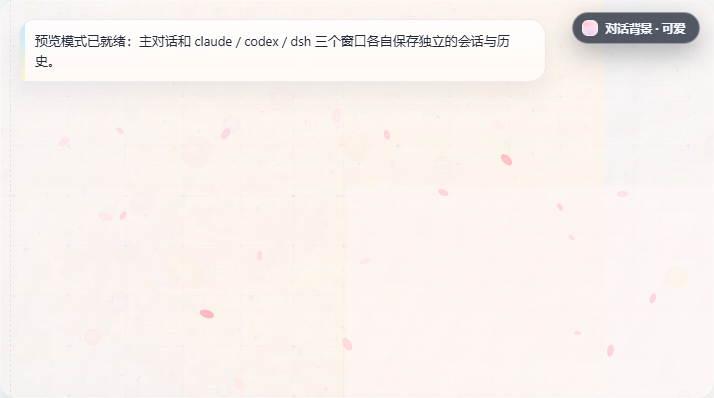 预览模式已就绪：主对话和 claude / codex / dsh 三个窗口各自保存独立的会话与历
史。
对话背景 · 可爱